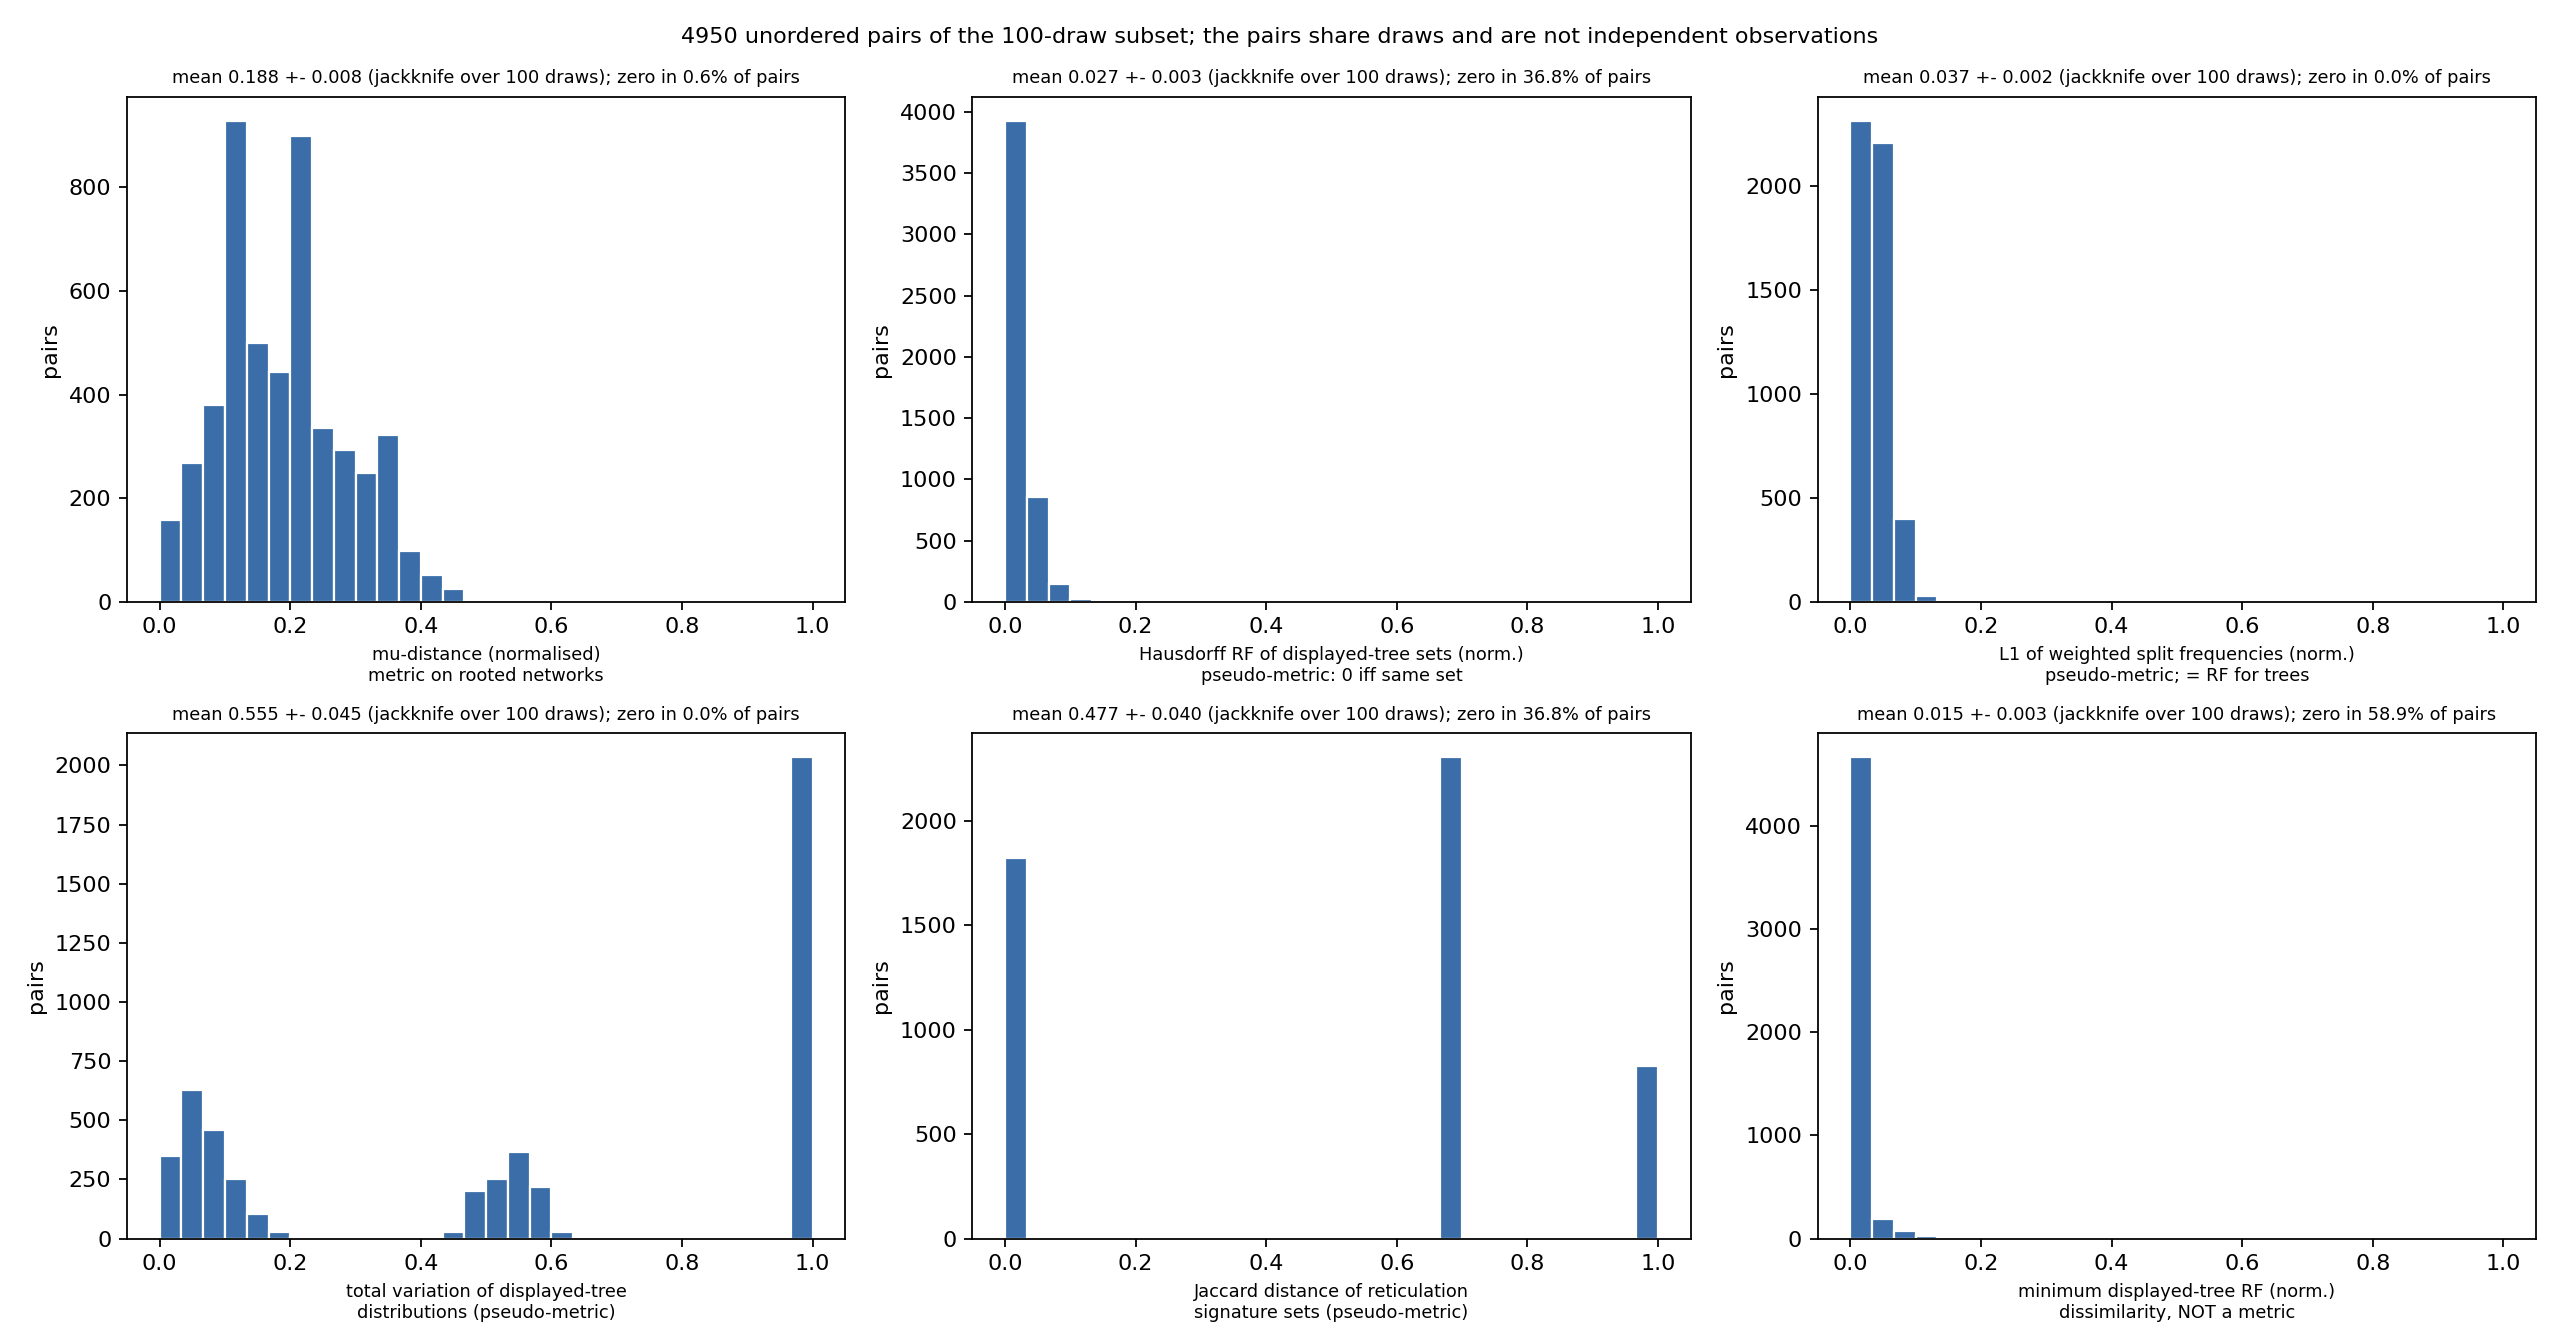 4950 unordered pairs of the 100-draw subset; the pairs share draws and are not independent observations
mean 0.188 +- 0.008 (jackknife over 100 draws); zero in 0.6% of pairs
pairs
0
200
400
600
800
0.0 0.2 0.4 0.6 0.8 1.0
mu-distance (normalised)
metric on rooted networks
mean 0.027 +- 0.003 (jackknife over 100 draws); zero in 36.8% of pairs
pairs
0
500
1000
1500
2000
2500
3000
3500
4000
0.0 0.2 0.4 0.6 0.8 1.0
Hausdorff RF of displayed-tree sets (norm.)
pseudo-metric: 0 iff same set
mean 0.037 +- 0.002 (jackknife over 100 draws); zero in 0.0% of pairs
pairs
0
500
1000
1500
2000
0.0 0.2 0.4 0.6 0.8 1.0
L1 of weighted split frequencies (norm.)
pseudo-metric; = RF for trees
mean 0.555 +- 0.045 (jackknife over 100 draws); zero in 0.0% of pairs
pairs
0
250
500
750
1000
1250
1500
1750
2000
0.0 0.2 0.4 0.6 0.8 1.0
total variation of displayed-tree
distributions (pseudo-metric)
mean 0.477 +- 0.040 (jackknife over 100 draws); zero in 36.8% of pairs
pairs
0
500
1000
1500
2000
0.0 0.2 0.4 0.6 0.8 1.0
Jaccard distance of reticulation
signature sets (pseudo-metric)
mean 0.015 +- 0.003 (jackknife over 100 draws); zero in 58.9% of pairs
pairs
0
1000
2000
3000
4000
0.0 0.2 0.4 0.6 0.8 1.0
minimum displayed-tree RF (norm.)
dissimilarity, NOT a metric